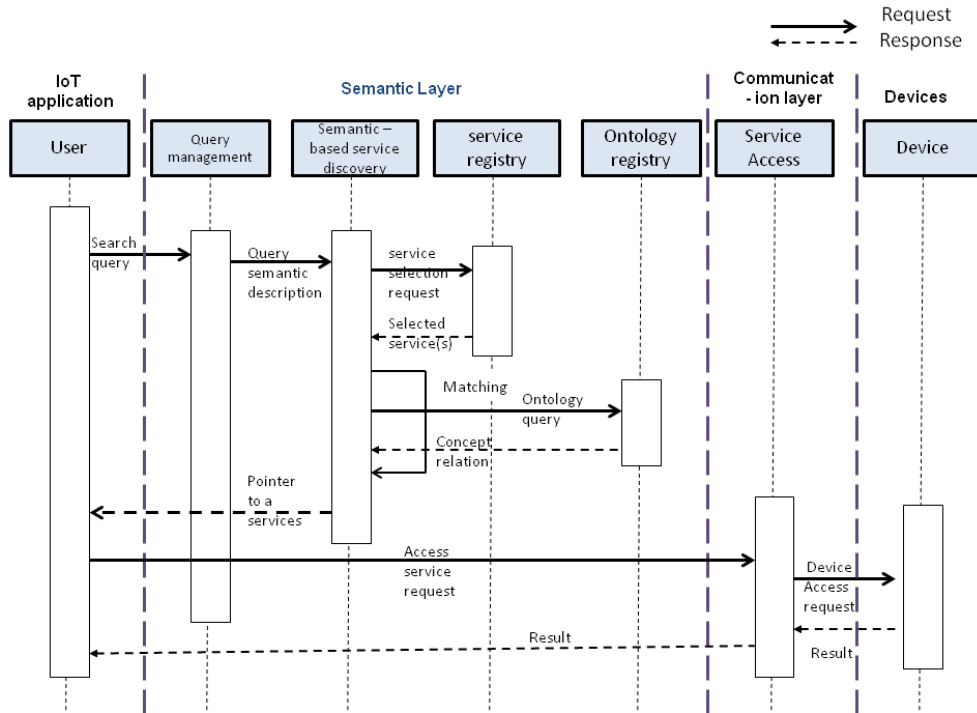 Request
Response
IoT
application
Semantic Layer
Communicat
-ion layer
Devices
User
Query
management
Semantic –
based service
discovery
service
registry
Ontology
registry
Service
Access
Device
Search
query
Query
semantic
description
service
selection
request
Selected
service(s)
Matching
Ontology
query
Concept
relation
Pointer
to a
services
Access
service
request
Device
Access
request
Result
Result